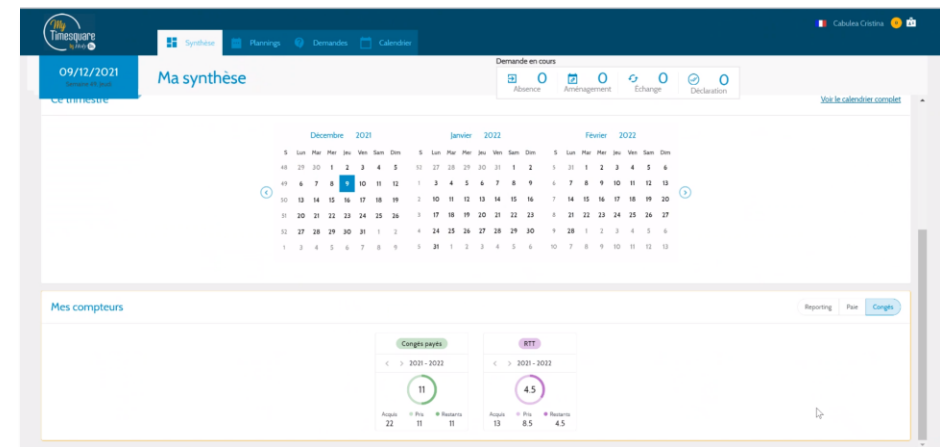 My
Timesquare
Cabulea Cristina
Synthèse Plannings Demandes Calendrier
09/12/2021
Ma synthèse
Demande en cours
0 0 0 0
Absence Aménagement Échange Déclaration
Ce trimestre
Voir le calendrier complet
Décembre 2021 Janvier 2022 Février 2022
S Lun Mar Mer Jeu Ven Sam Dim S Lun Mar Mer Jeu Ven Sam Dim S Lun Mar Mer Jeu Ven Sam Dim
48 29 30 1 2 3 4 5 52 27 28 29 30 31 1 2 5 31 1 2 3 4 5 6
49 6 7 8 9 10 11 12 1 3 4 5 6 7 8 9 6 7 8 9 10 11 12 13
50 13 14 15 16 17 18 19 2 10 11 12 13 14 15 16 7 14 15 16 17 18 19 20
51 20 21 22 23 24 25 26 3 17 18 19 20 21 22 23 8 21 22 23 24 25 26 27
52 27 28 29 30 31 1 2 4 24 25 26 27 28 29 30 9 28 1 2 3 4 5 6
1 3 4 5 6 7 8 9 5 31 1 2 3 4 5 6 10 7 8 9 10 11 12 13
Mes compteurs
Reporting Paie Congés
Congés payés RTT
< > 2021 - 2022 < > 2021 - 2022
11 4.5
Acquis Pris Restants Acquis Pris Restants
22 11 11 13 8.5 4.5